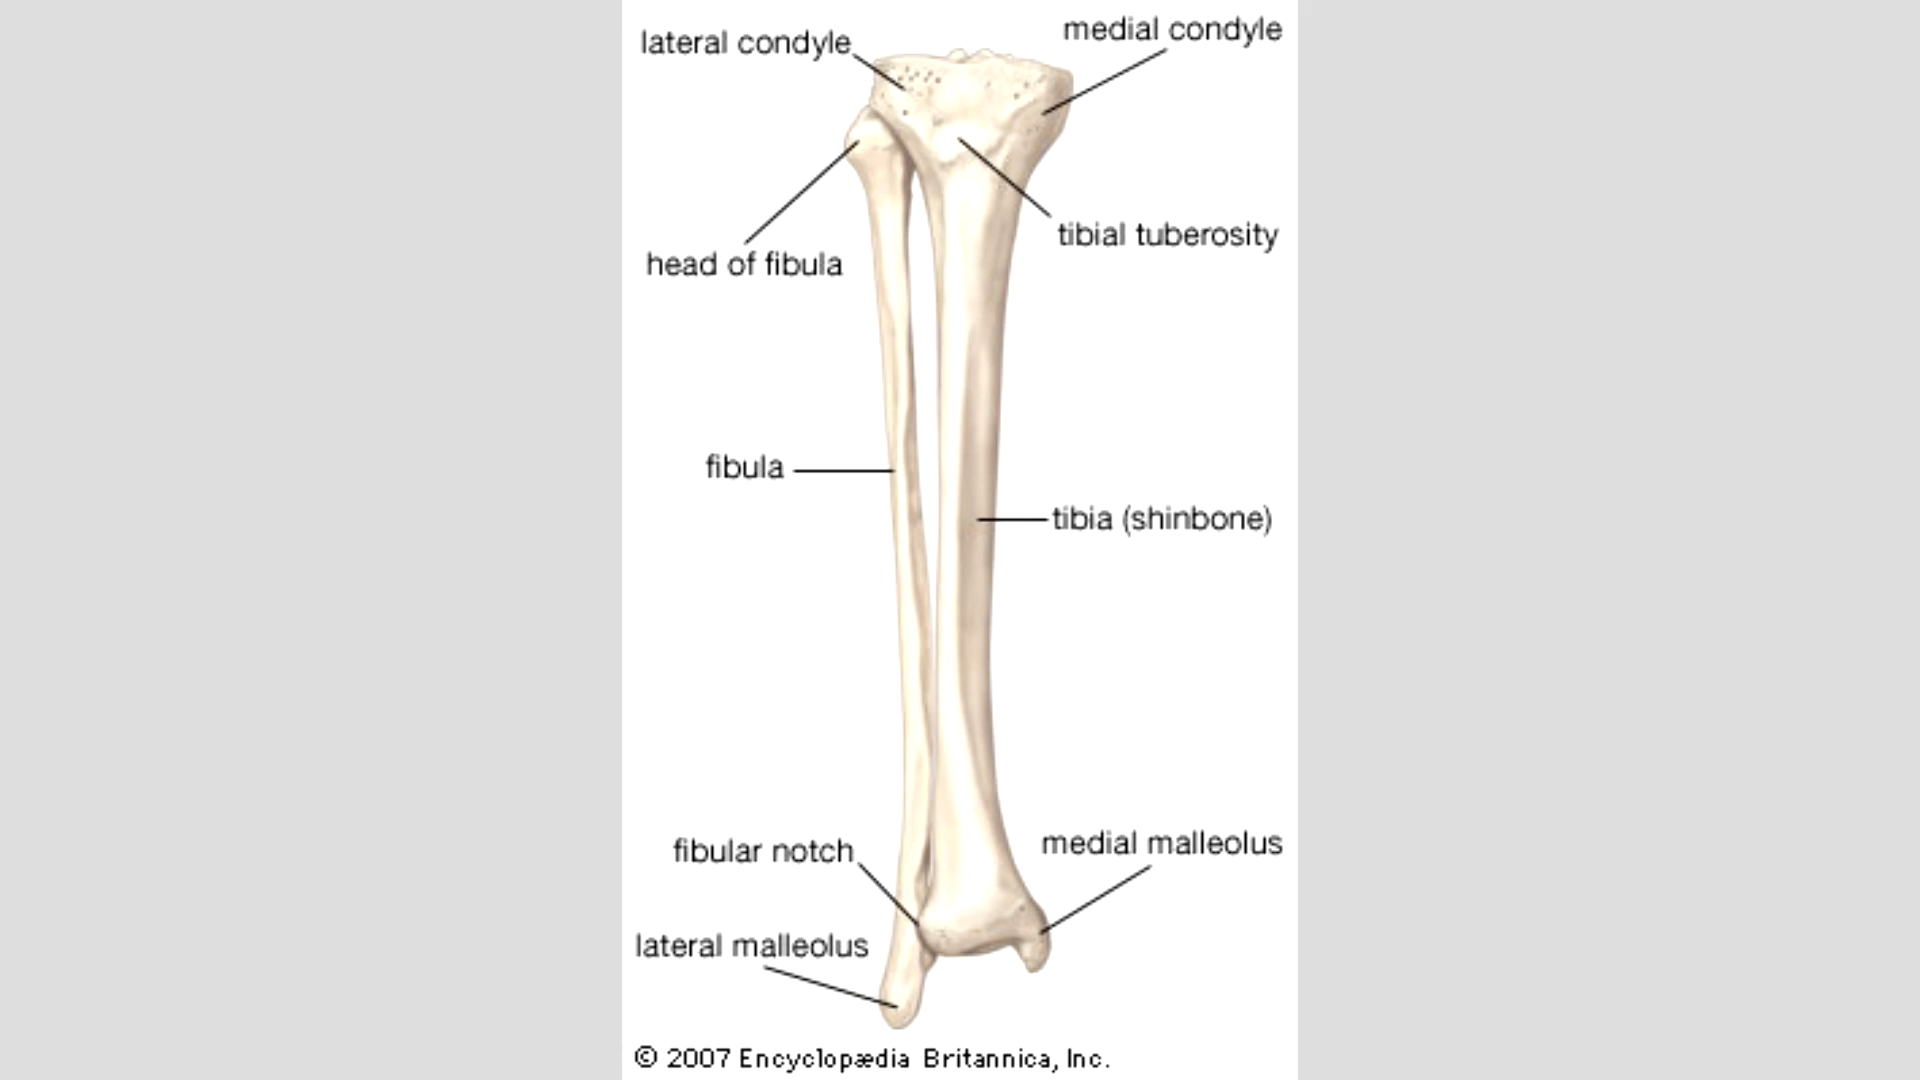 lateral condyle
medial condyle
head of fibula
tibial tuberosity
fibula
tibia (shinbone)
fibular notch
medial malleolus
lateral malleolus
© 2007 Encyclopædia Britannica, Inc.